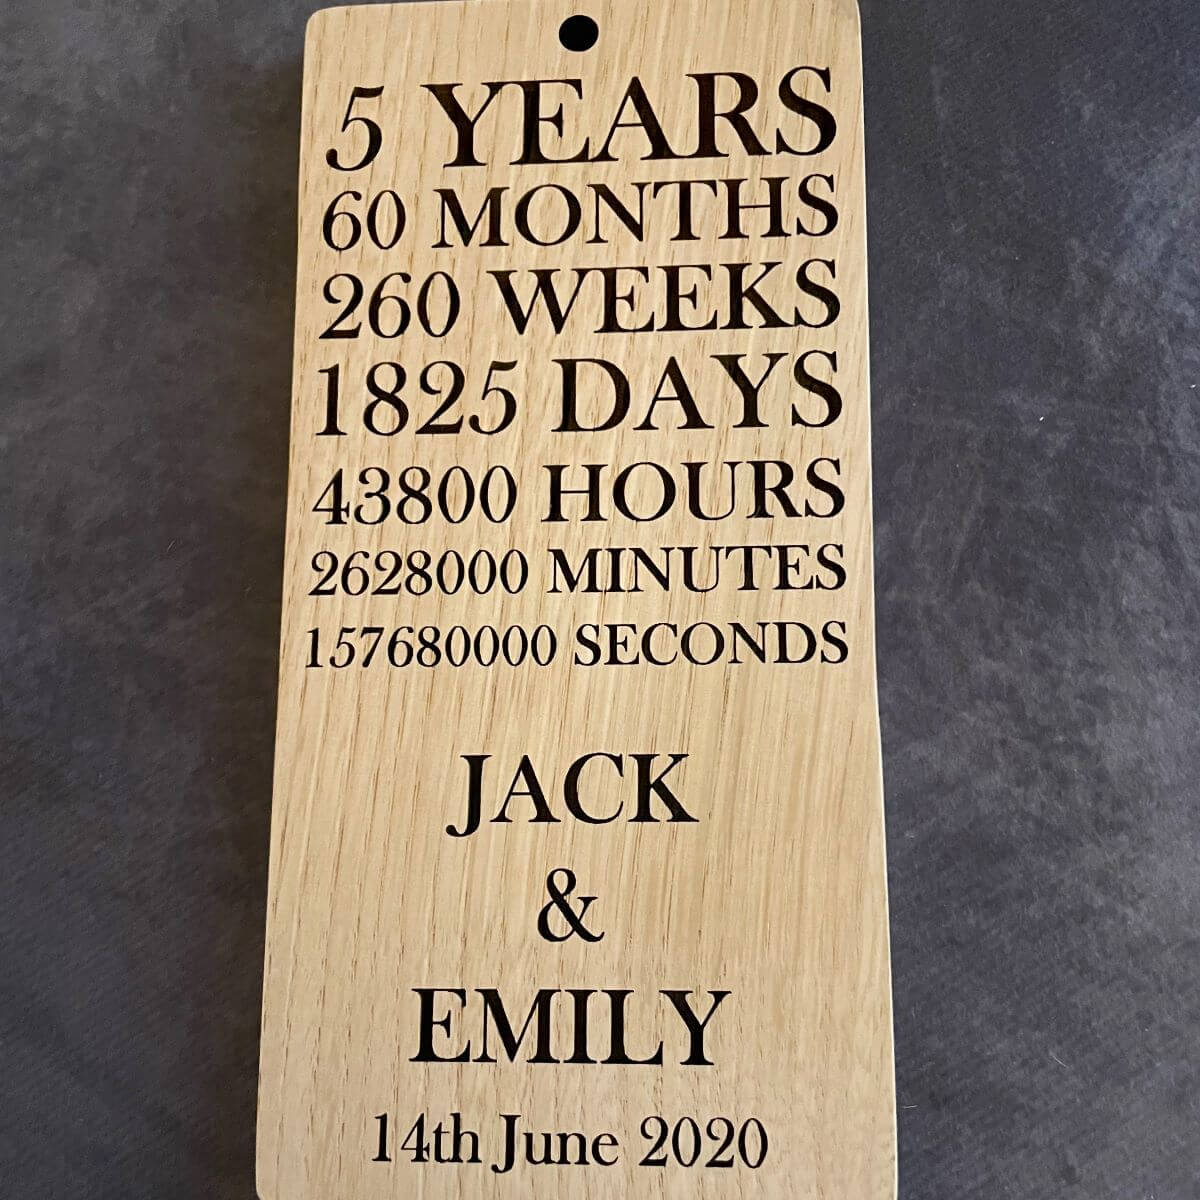 5 YEARS
60 MONTHS
260 WEEKS
1825 DAYS
43800 HOURS
2628000 MINUTES
157680000 SECONDS
JACK
&
EMILY
14th June 2020